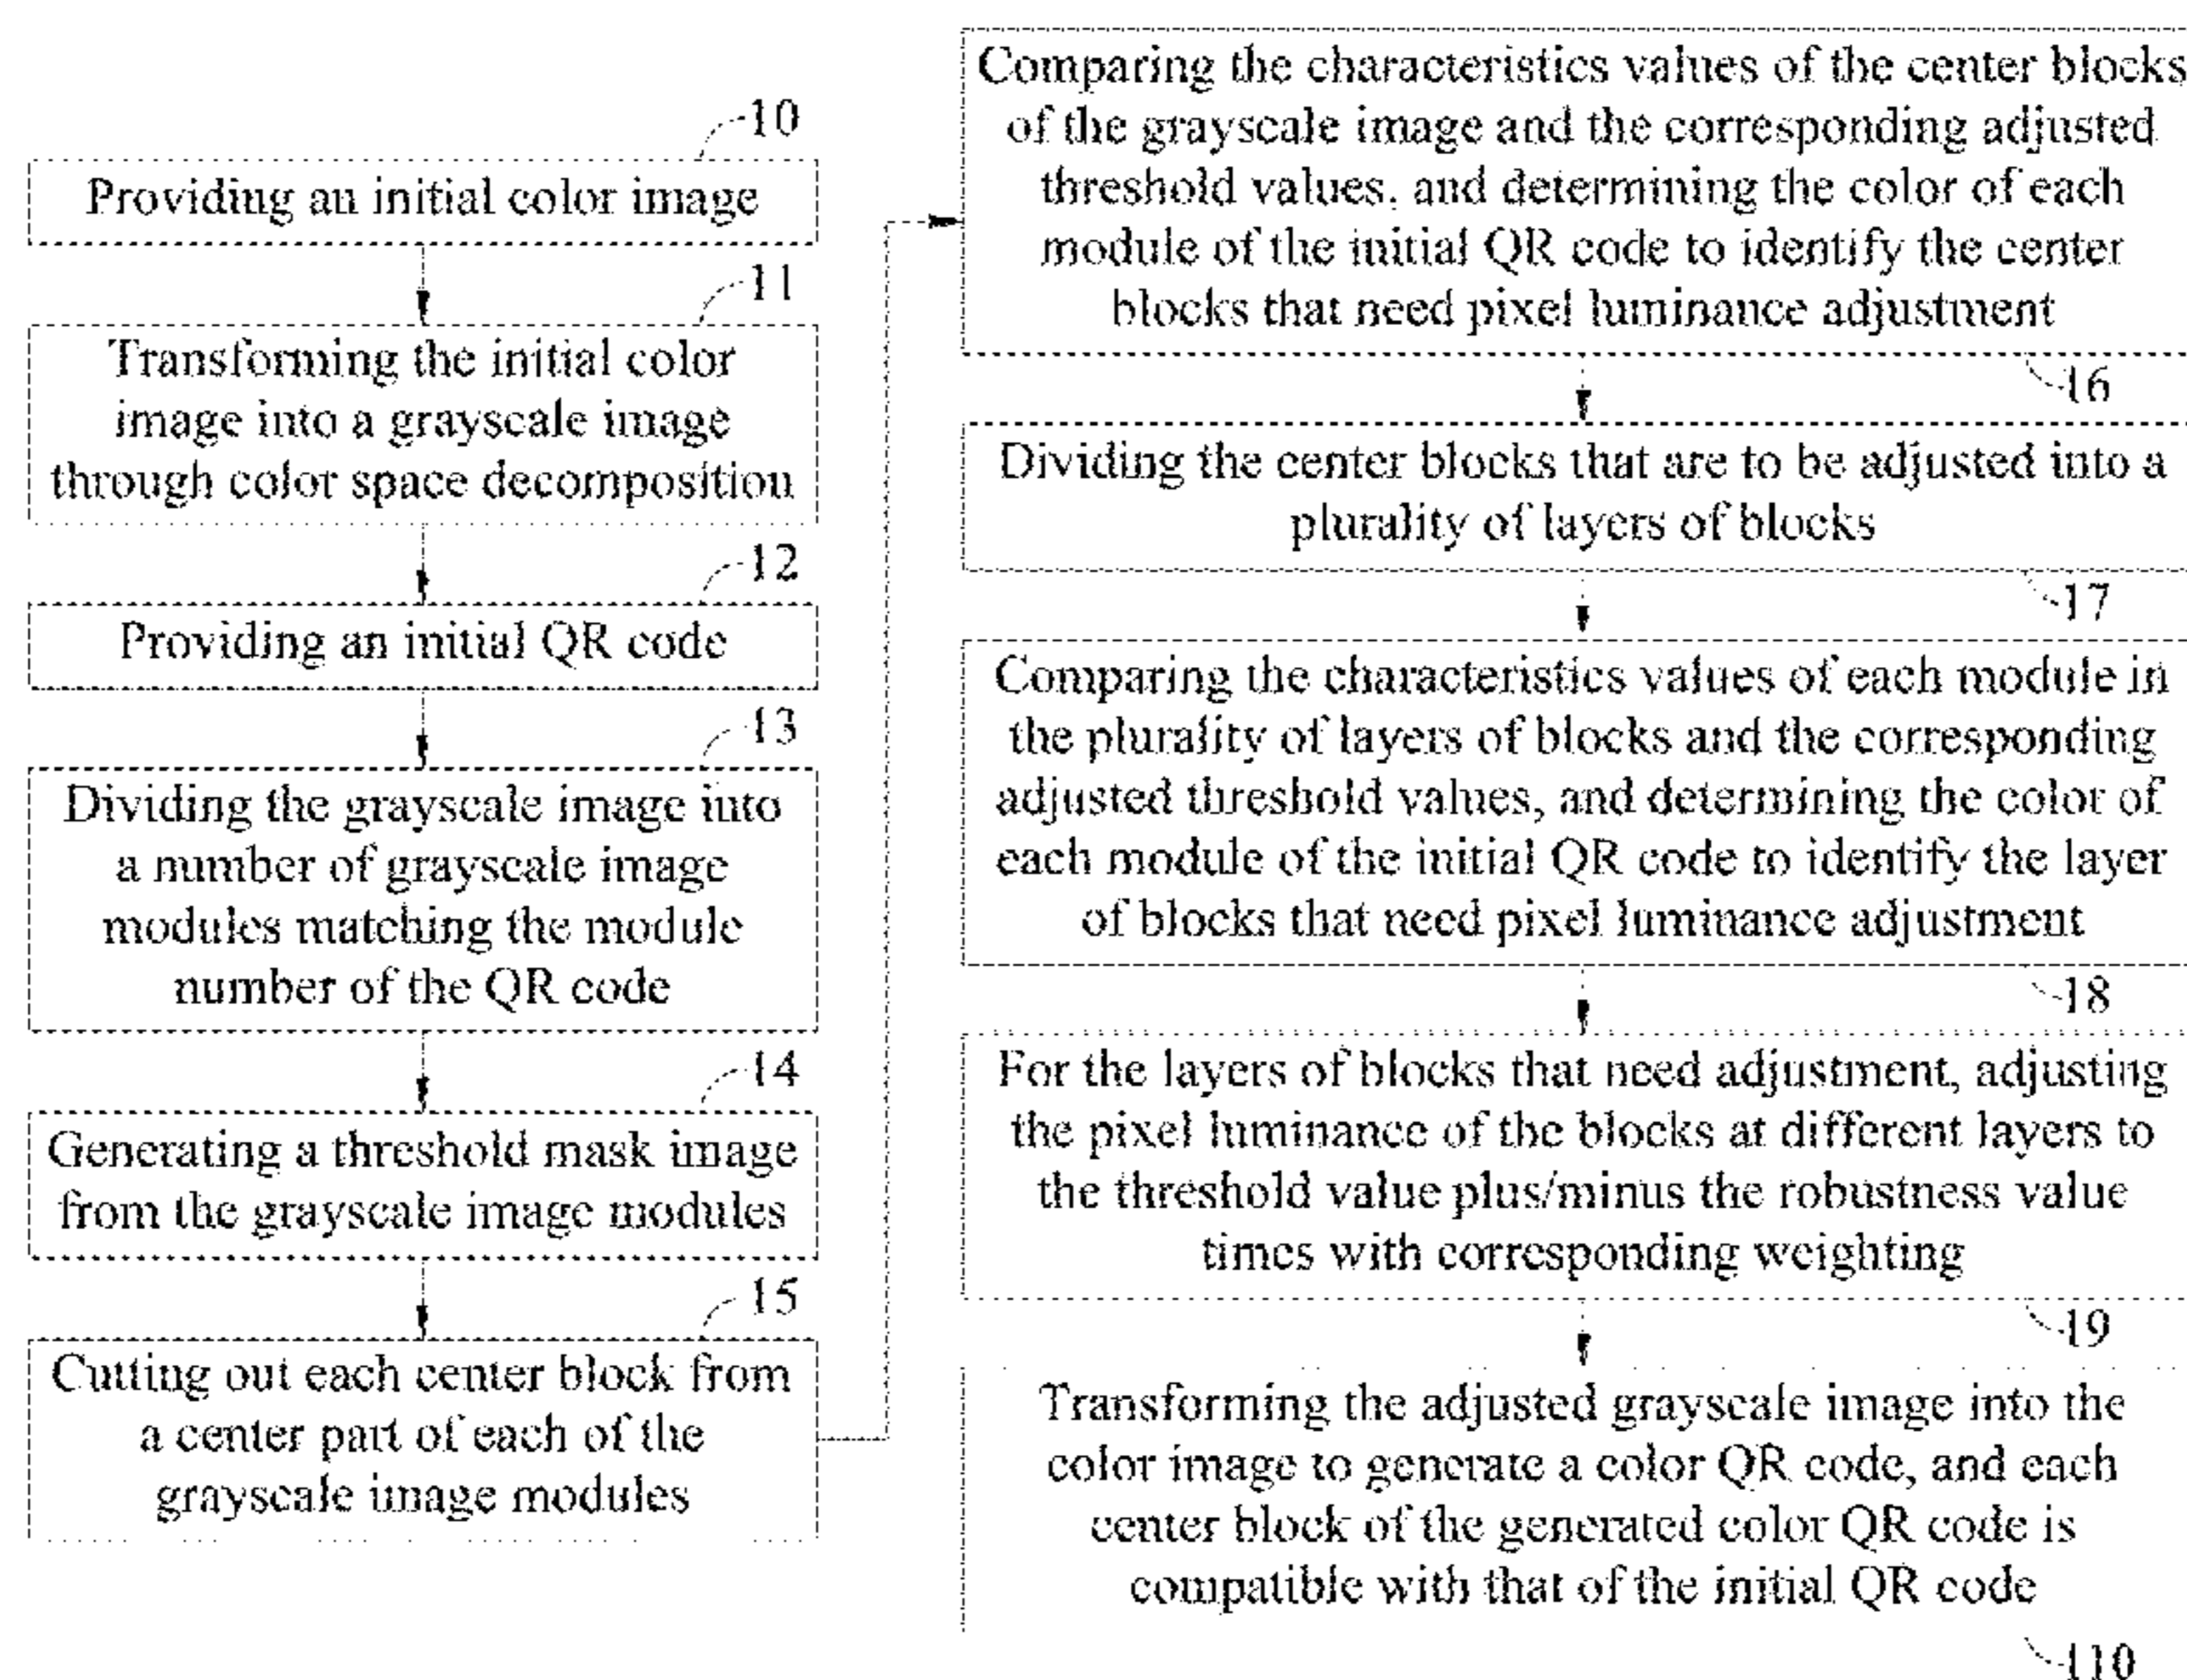 10
Providing an initial color image
11
Transforming the initial color
image into a grayscale image
through color space decomposition
12
Providing an initial QR code
13
Dividing the grayscale image into
a number of grayscale image
modules matching the module
number of the QR code
14
Generating a threshold mask image
from the grayscale image modules
15
Cutting out each center block from
a center part of each of the
grayscale image modules
Comparing the characteristics values of the center blocks
of the grayscale image and the corresponding adjusted
threshold values, and determining the color of each
module of the initial QR code to identify the center
blocks that need pixel luminance adjustment
16
Dividing the center blocks that are to be adjusted into a
plurality of layers of blocks
17
Comparing the characteristics values of each module in
the plurality of layers of blocks and the corresponding
adjusted threshold values, and determining the color of
each module of the initial QR code to identify the layer
of blocks that need pixel luminance adjustment
18
For the layers of blocks that need adjustment, adjusting
the pixel luminance of the blocks at different layers to
the threshold value plus/minus the robustness value
times with corresponding weighting
19
Transforming the adjusted grayscale image into the
color image to generate a color QR code, and each
center block of the generated color QR code is
compatible with that of the initial QR code
110